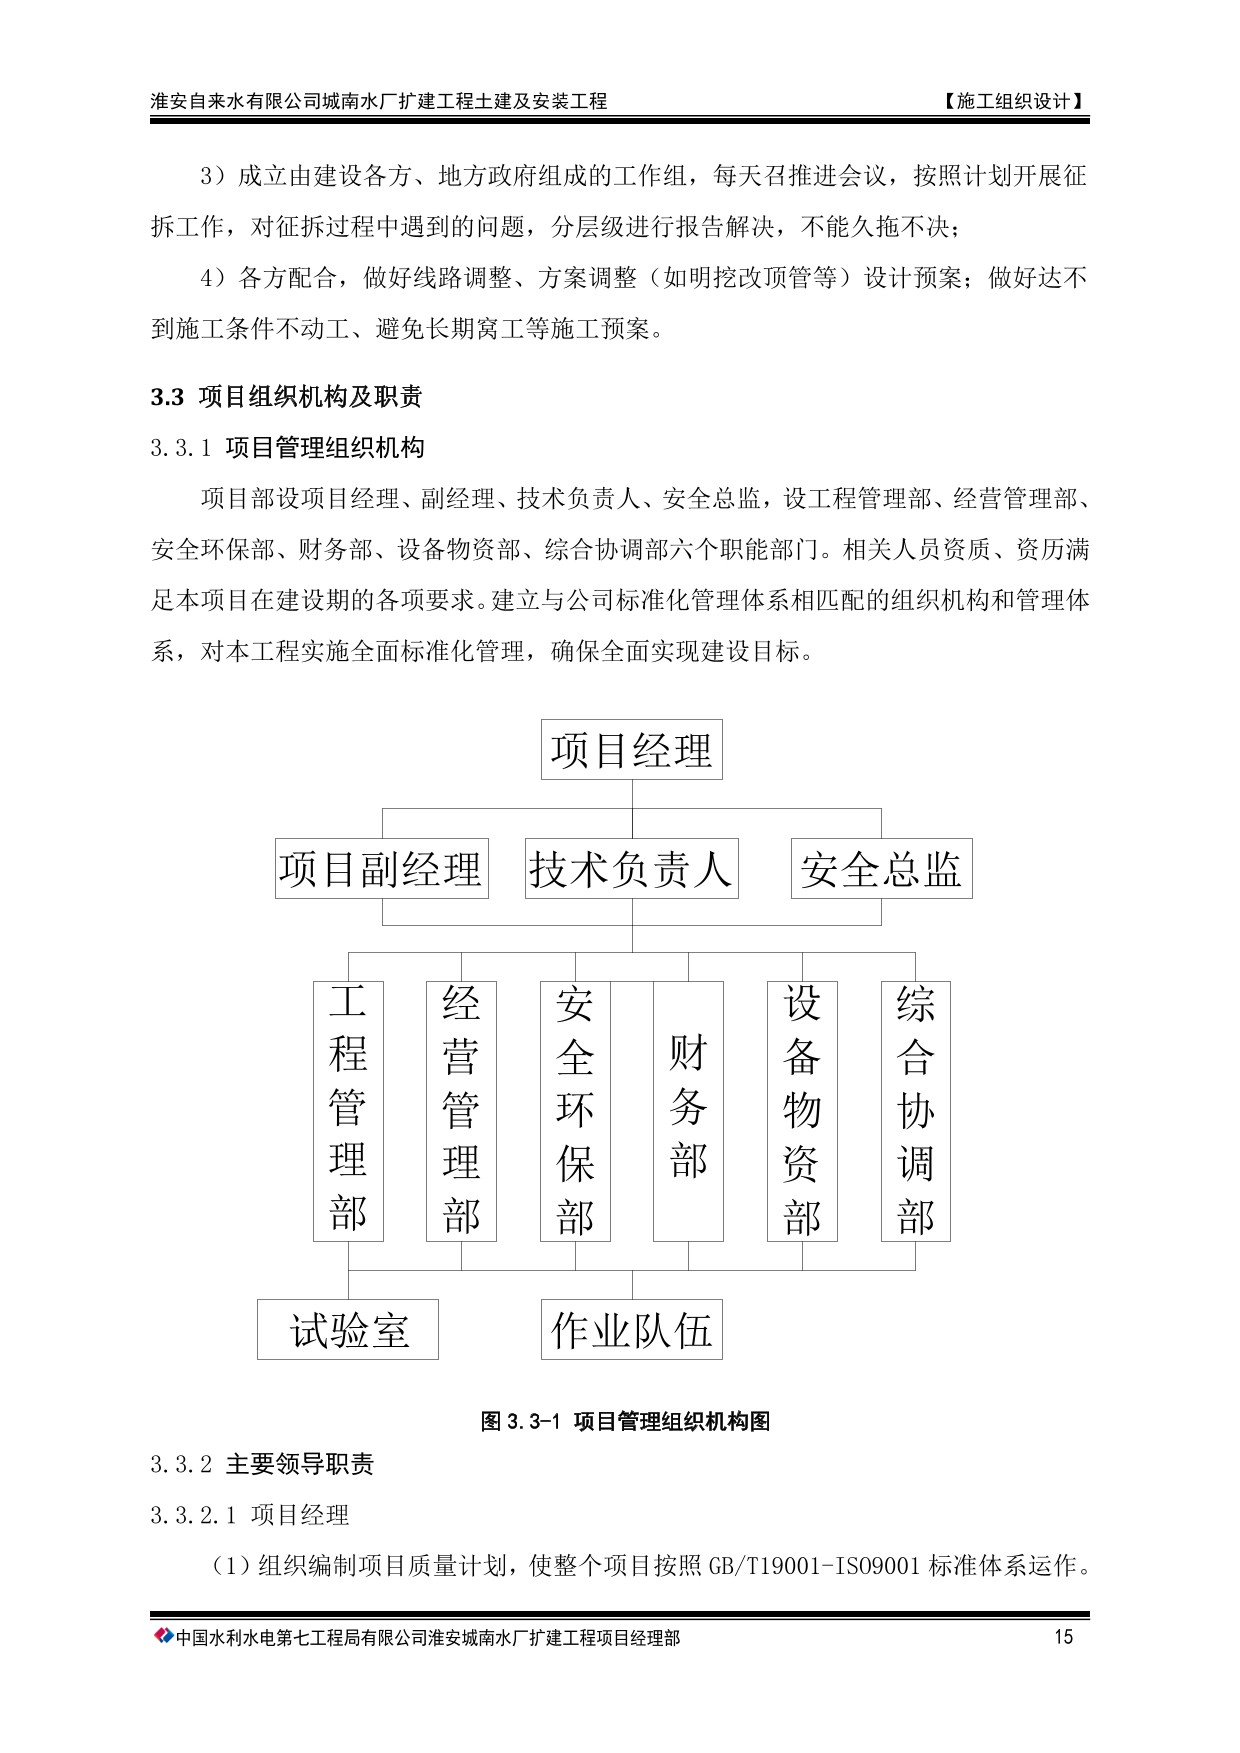 淮安自来水有限公司城南水厂扩建工程土建及安装工程 【施工组织设计】
3）成立由建设各方、地方政府组成的工作组，每天召推进会议，按照计划开展征
拆工作，对征拆过程中遇到的问题，分层级进行报告解决，不能久拖不决；
4）各方配合，做好线路调整、方案调整（如明挖改顶管等）设计预案；做好达不
到施工条件不动工、避免长期窝工等施工预案。
3.3 项目组织机构及职责
3.3.1 项目管理组织机构
项目部设项目经理、副经理、技术负责人、安全总监，设工程管理部、经营管理部、
安全环保部、财务部、设备物资部、综合协调部六个职能部门。相关人员资质、资历满
足本项目在建设期的各项要求。建立与公司标准化管理体系相匹配的组织机构和管理体
系，对本工程实施全面标准化管理，确保全面实现建设目标。
项目经理
项目副经理 技术负责人 安全总监
工程管理部
经营管理部
安全环保部
财务部
设备物资部
综合协调部
试验室 作业队伍
图 3.3-1 项目管理组织机构图
3.3.2 主要领导职责
3.3.2.1 项目经理
（1）组织编制项目质量计划，使整个项目按照 GB/T19001-ISO9001 标准体系运作。
中国水利水电第七工程局有限公司淮安城南水厂扩建工程项目经理部 15